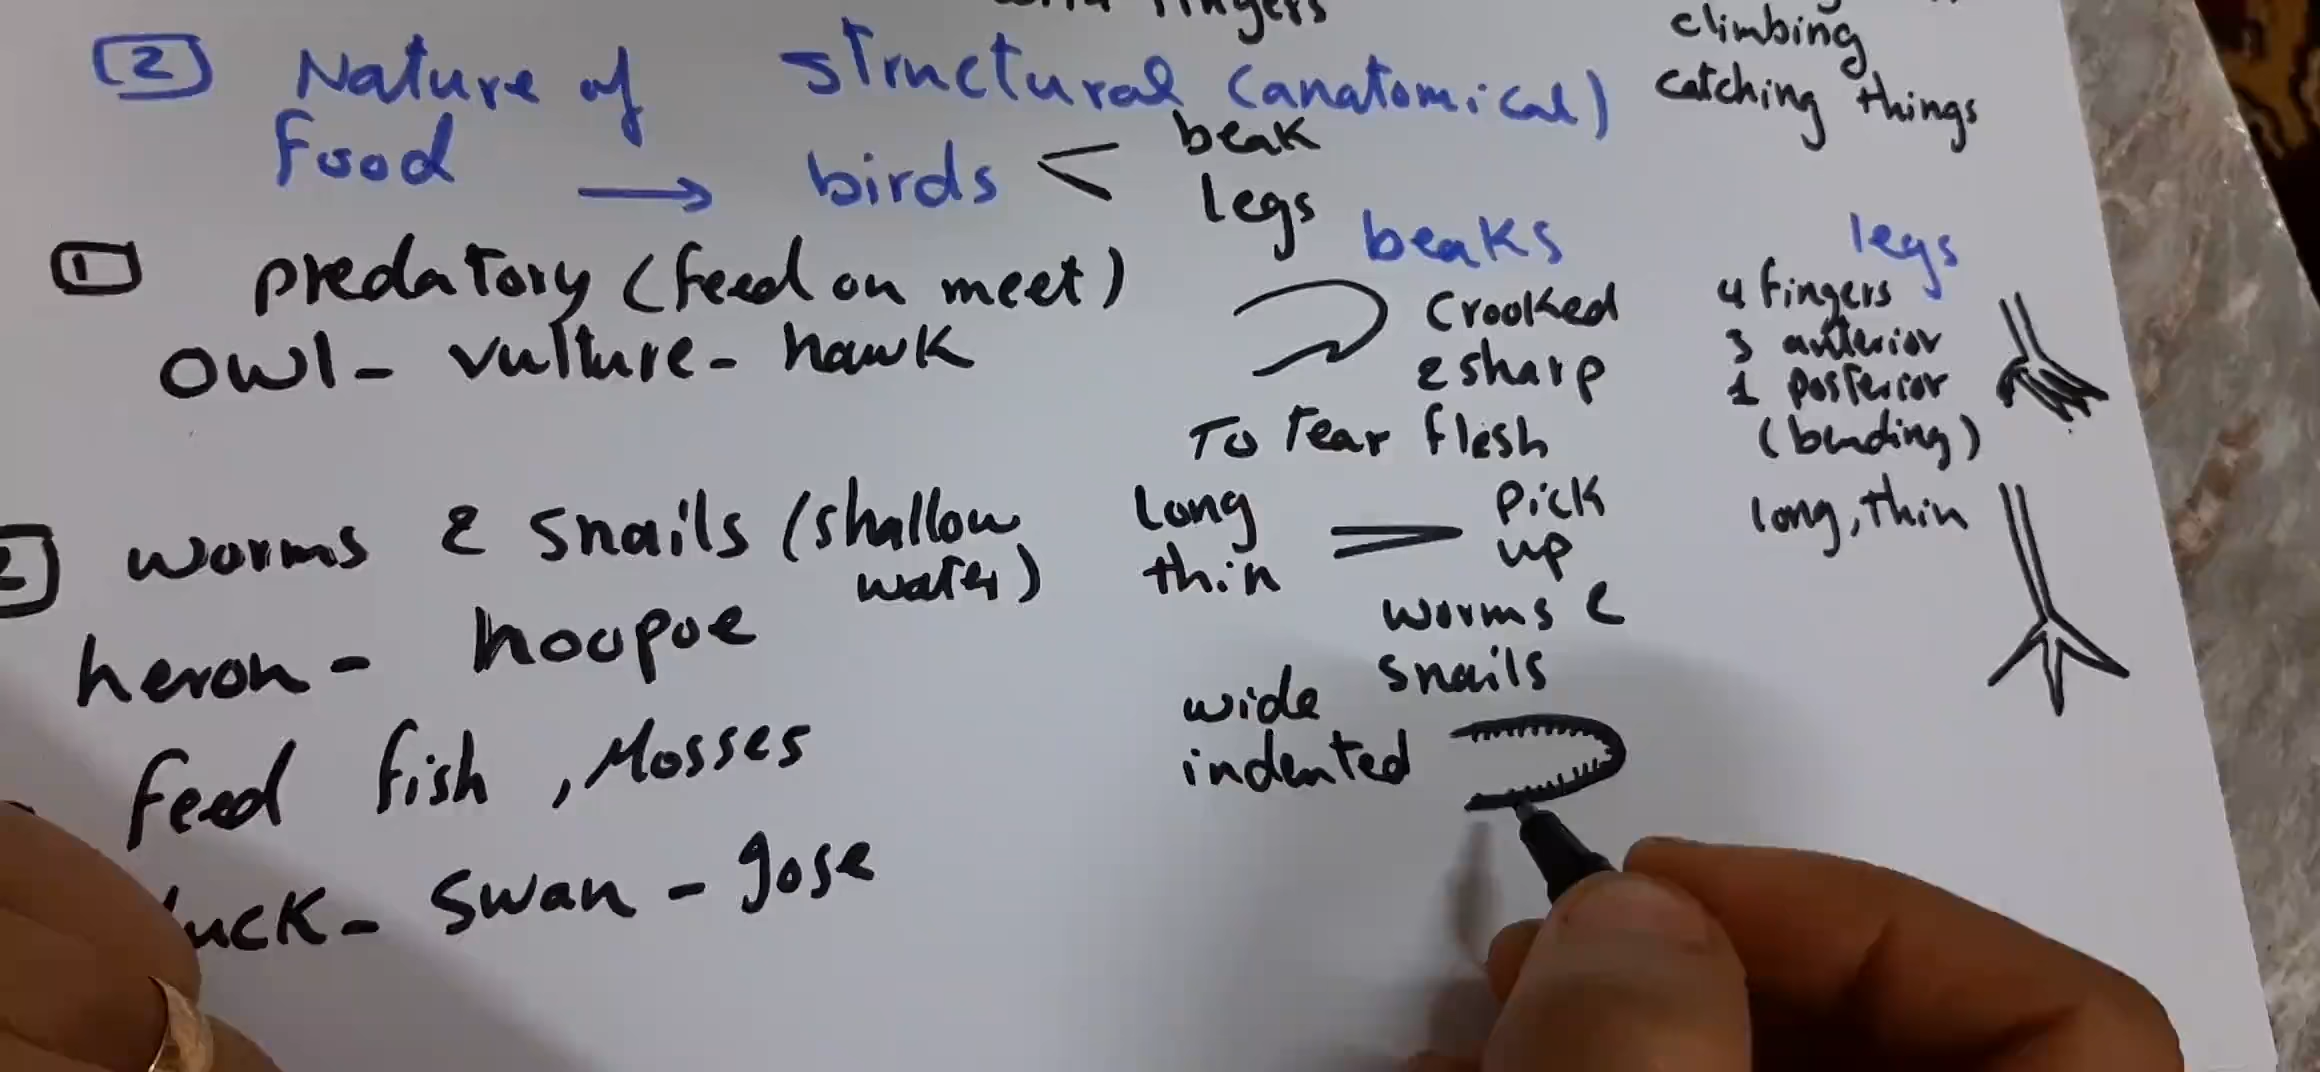 climbing
catching things
[2] Nature of food → structural (anatomical) birds < beak legs
beaks
legs
[1] predatory (feed on meet)
owl - vulture - hawk
crooked
& sharp
To tear flesh
4 fingers
3 anterior
1 posterior
(bending)
worms & snails (shallow water)
heron - hoopoe
long
thin
pick
up
worms &
snails
long, thin
feed fish, Mosses
duck - swan - gose
wide
indented